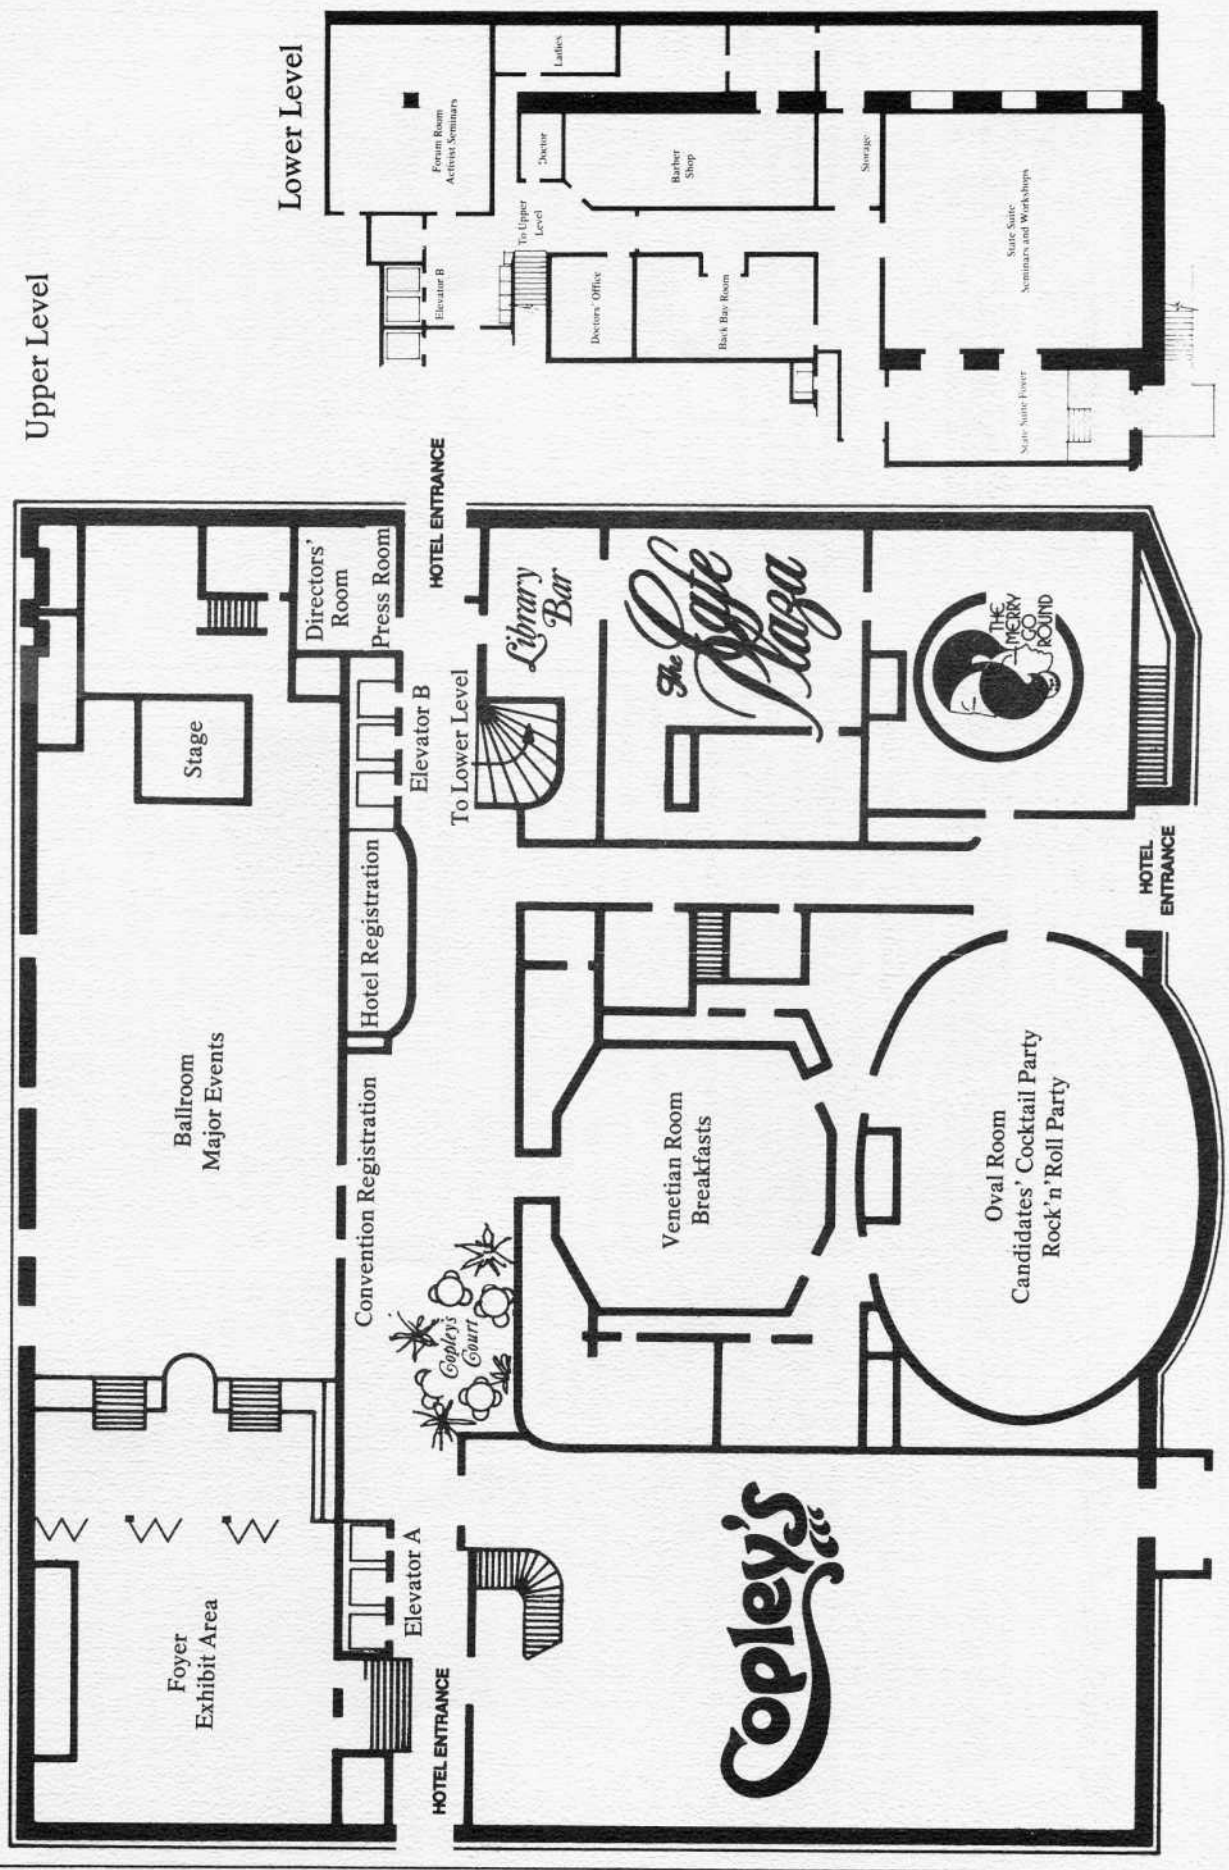 Upper Level
Foyer
Exhibit Area
Ballroom
Major Events
Stage
Directors'
Room
Press Room
HOTEL ENTRANCE
Elevator A
Convention Registration
Hotel Registration
Elevator B
To Lower Level
HOTEL ENTRANCE
Copley's
Court
Library
Bar
Venetian Room
Breakfasts
The Cafe
Plaza
Copley's
Oval Room
Candidates' Cocktail Party
Rock'n'Roll Party
THE
MERRY
GO
ROUND
HOTEL
ENTRANCE
Lower Level
Forum Room
Activist Seminars
Ladies
Elevator B
To Upper
Level
Doctor
Doctors' Office
Barber
Shop
Back Bay Room
Storage
State Suite
Seminars and Workshops
State Suite Foyer